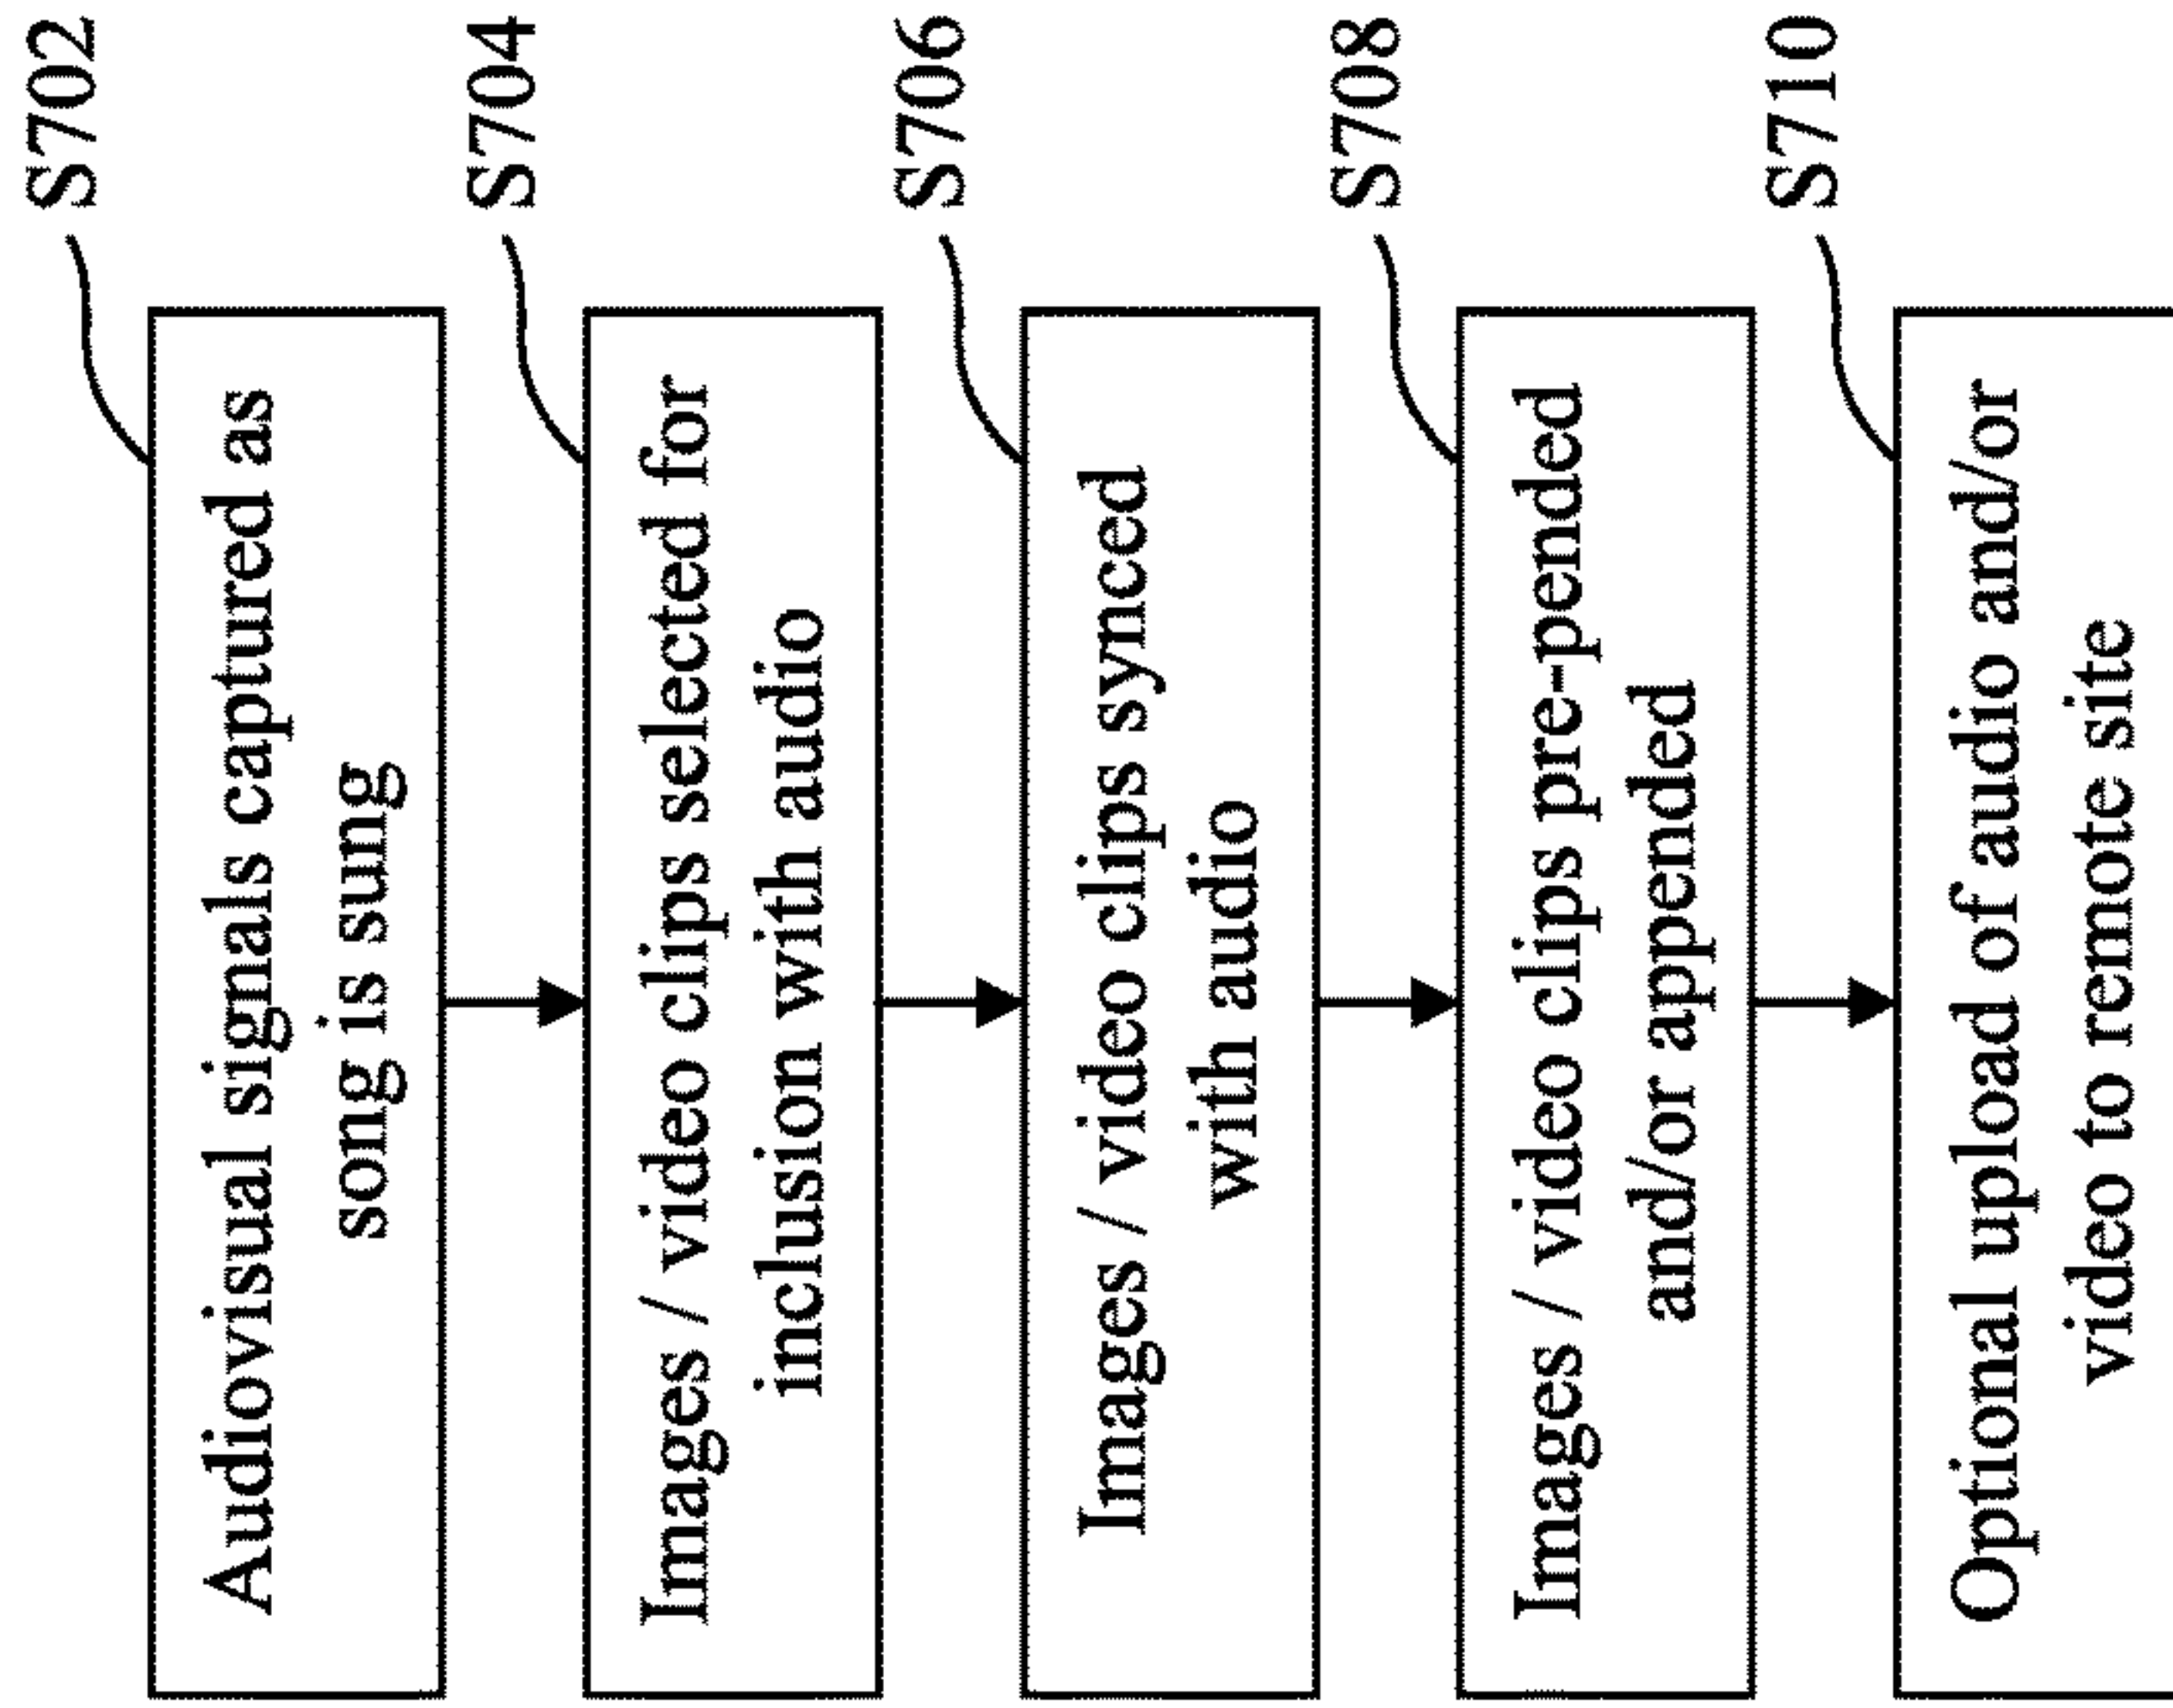 S702
Audiovisual signals captured as
song is sung
S704
Images / video clips selected for
inclusion with audio
S706
Images / video clips synced
with audio
S708
Images / video clips pre-pended
and/or appended
S710
Optional upload of audio and/or
video to remote site